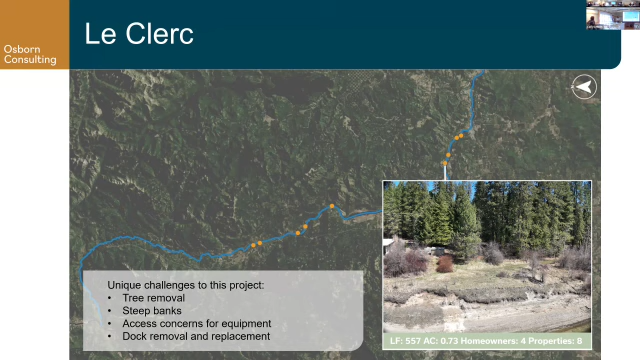 Osborn
Consulting
Le Clerc
Unique challenges to this project:
• Tree removal
• Steep banks
• Access concerns for equipment
• Dock removal and replacement
LF: 557 AC: 0.73 Homeowners: 4 Properties: 8